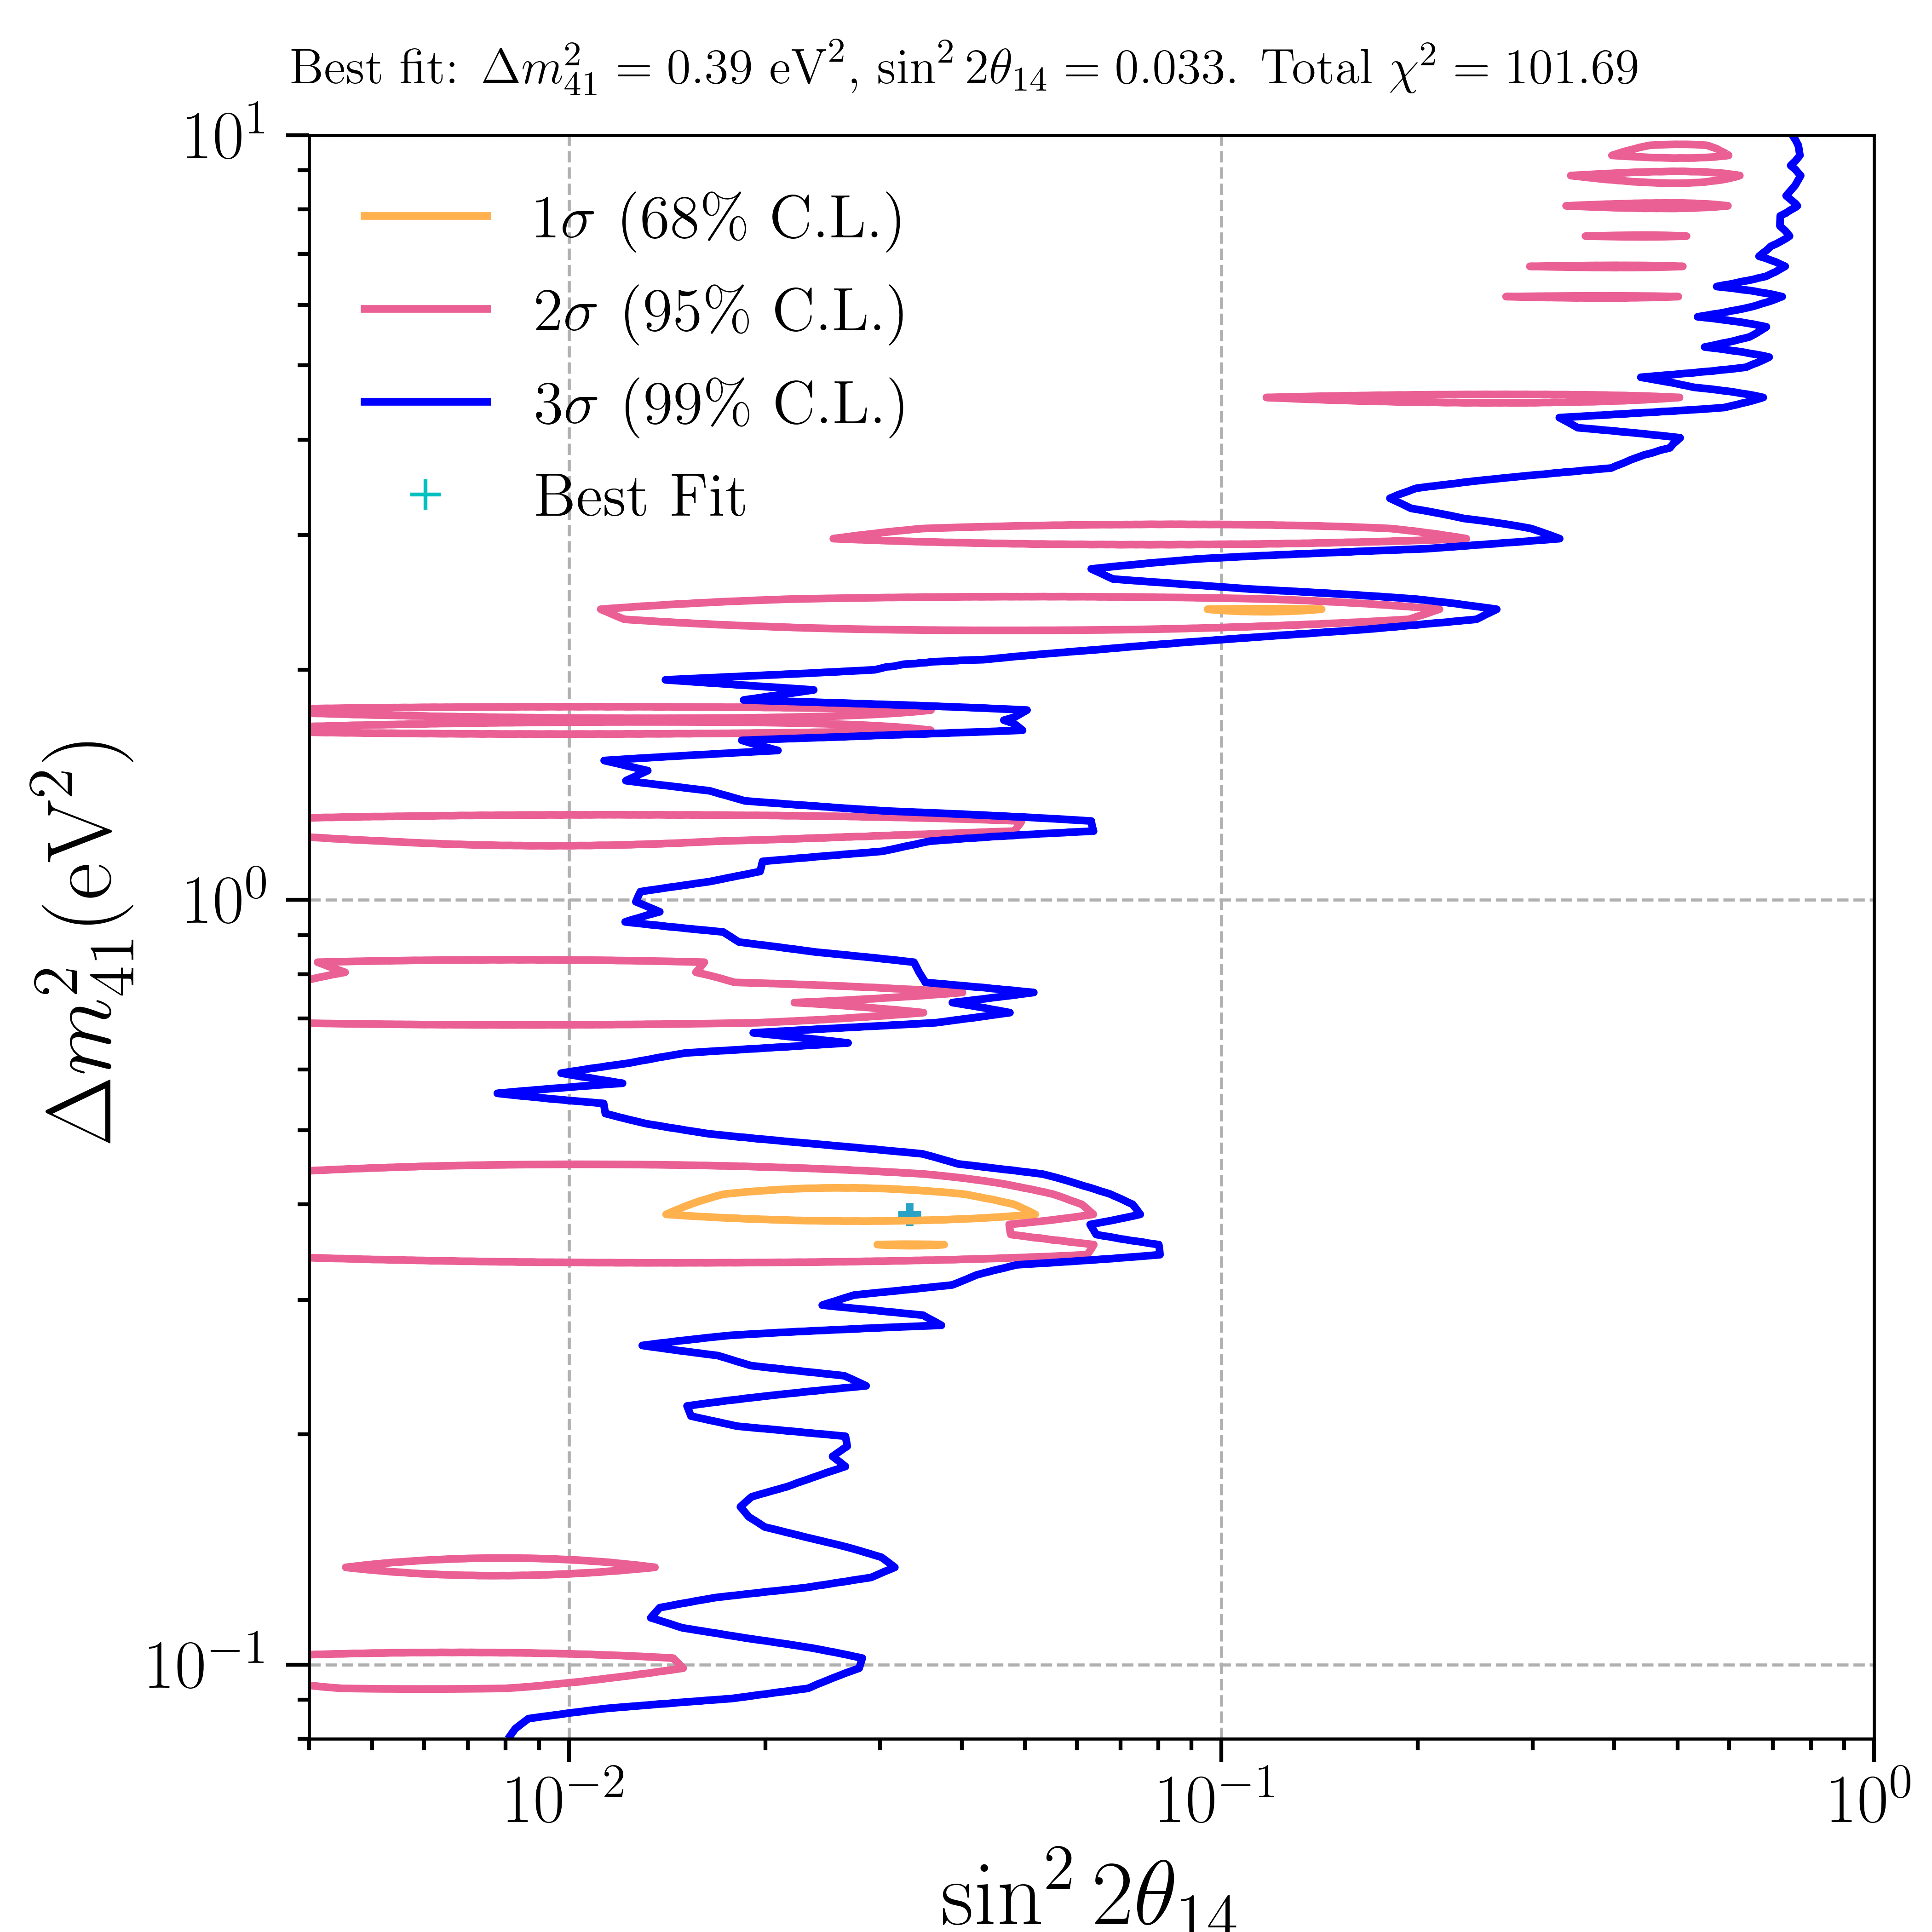 Best fit: Δm²₄₁ = 0.39 eV², sin² 2θ₁₄ = 0.033. Total χ² = 101.69
10¹
1σ (68% C.L.)
2σ (95% C.L.)
3σ (99% C.L.)
Best Fit
Δm²₄₁(eV²)
10⁰
10⁻¹
10⁻² 10⁻¹ 10⁰
sin² 2θ₁₄